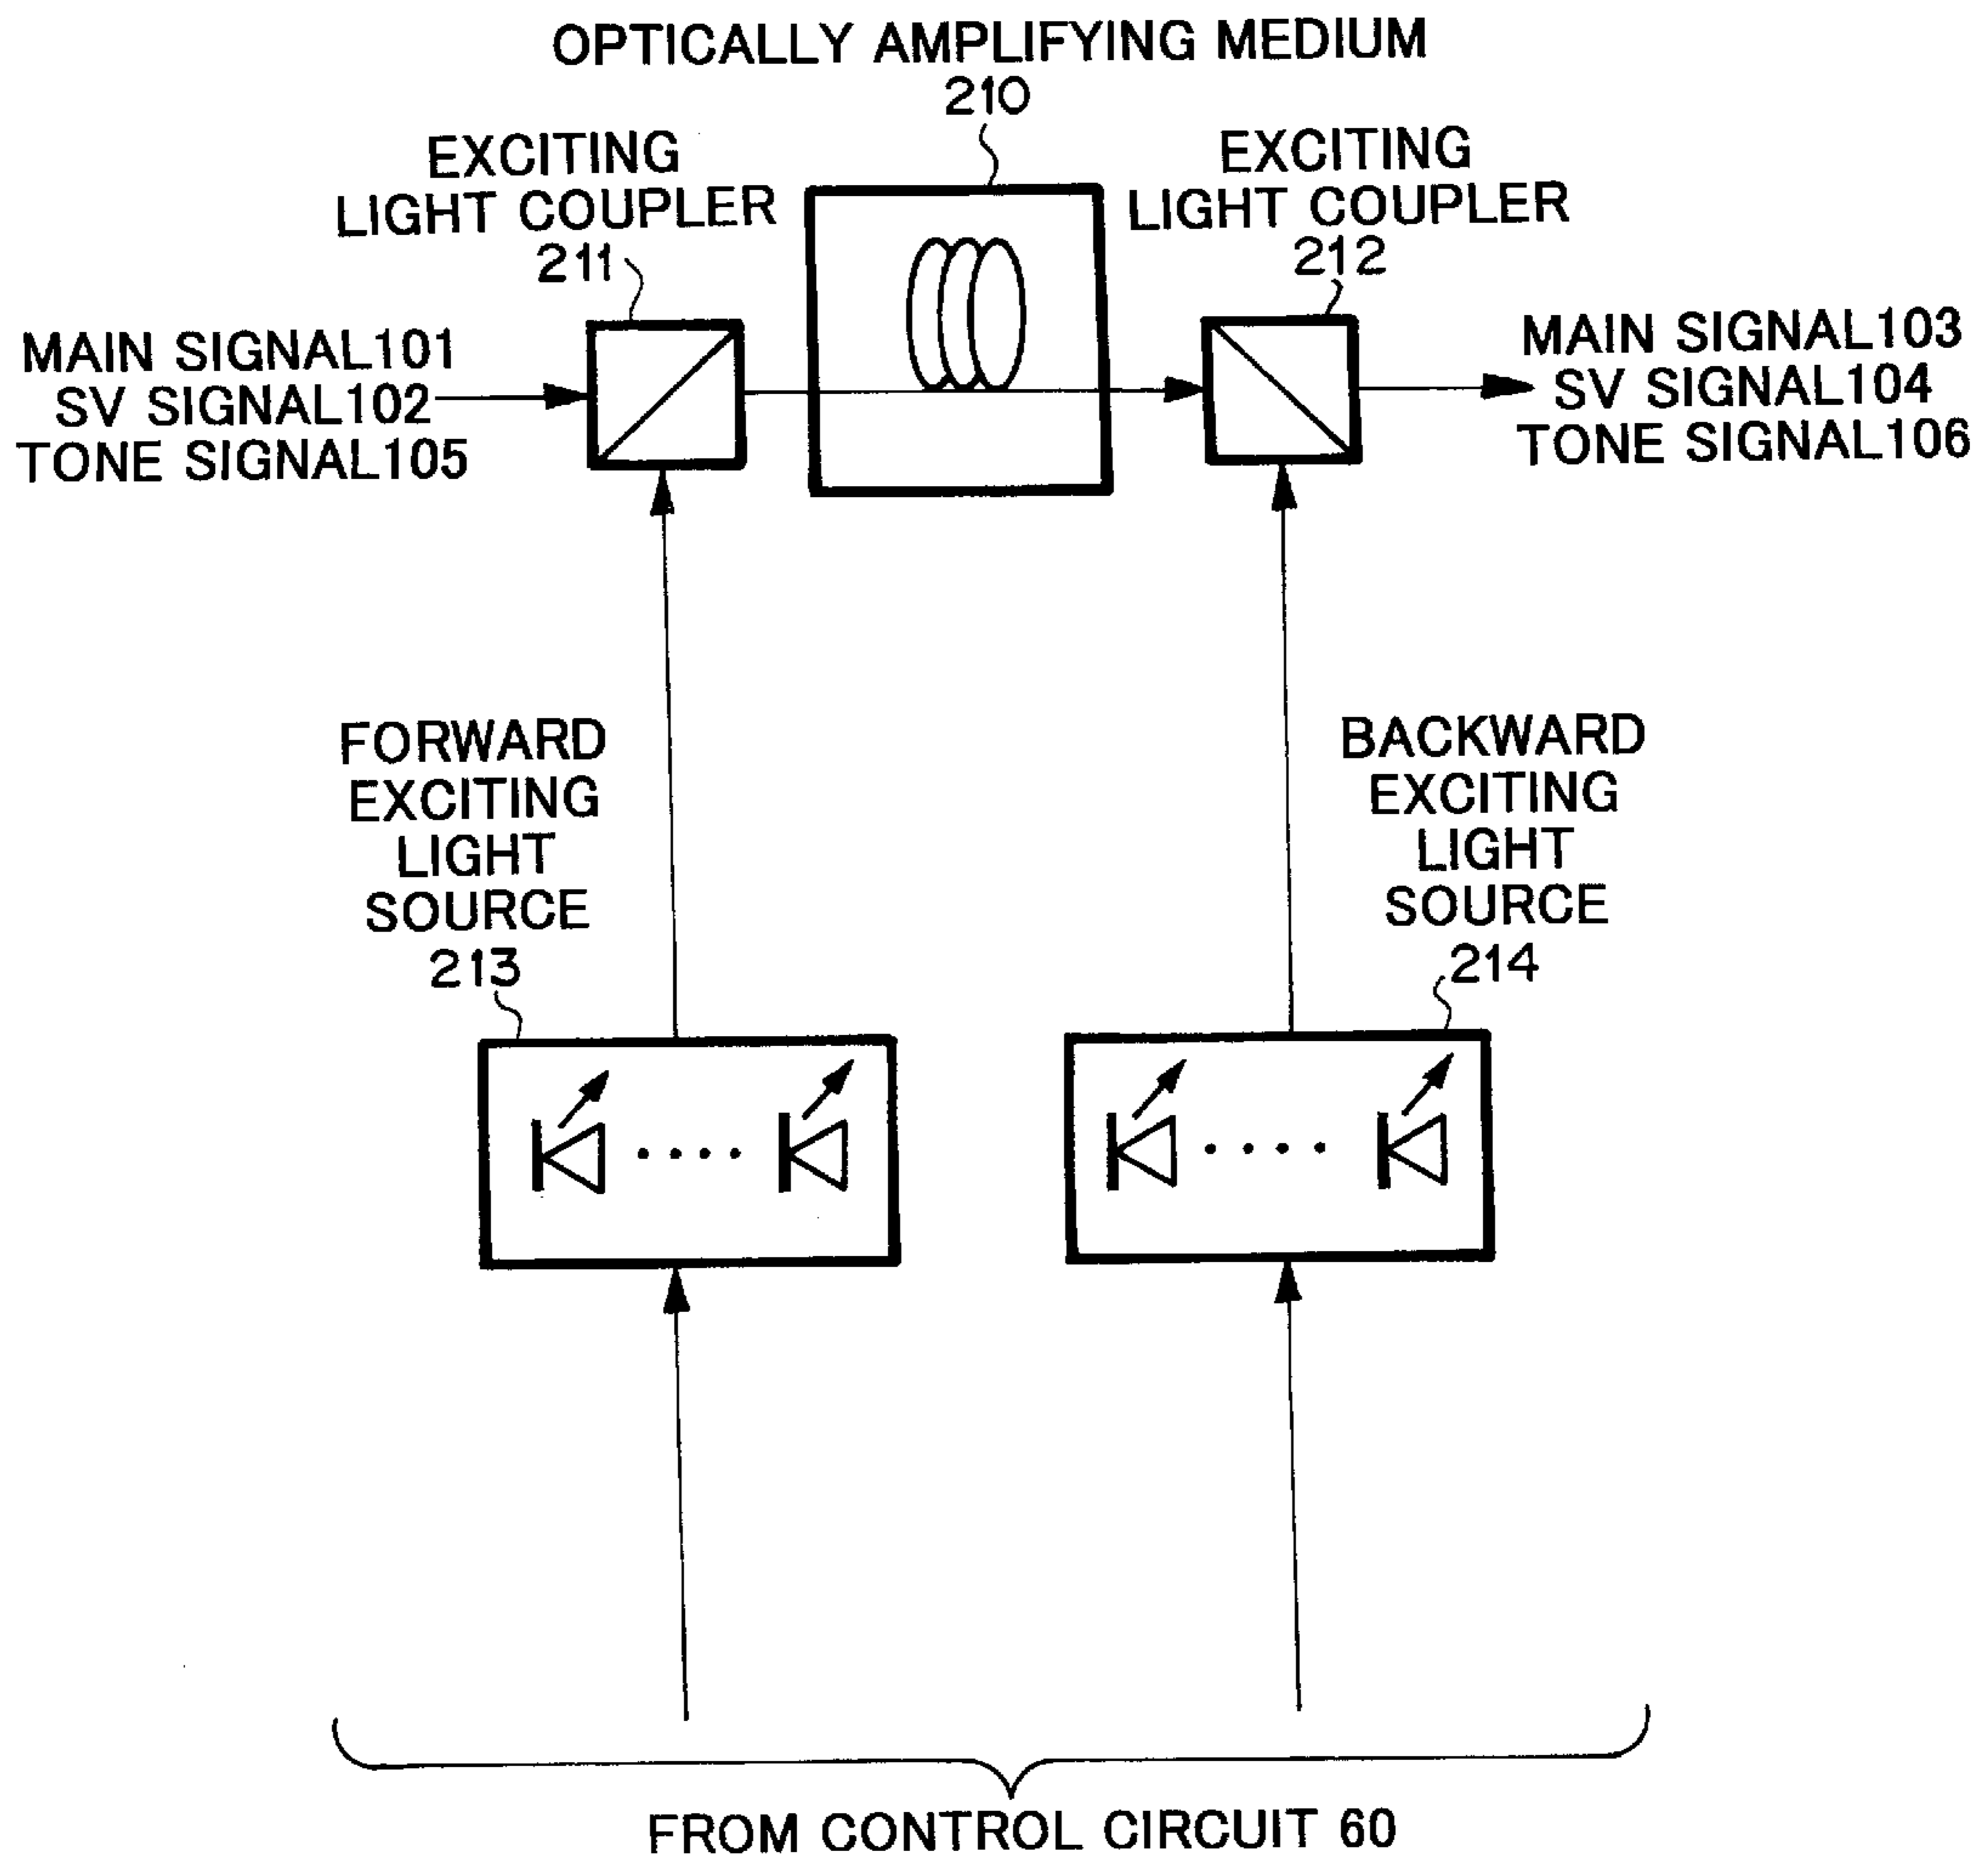 OPTICALLY AMPLIFYING MEDIUM
210
EXCITING
LIGHT COUPLER
211
EXCITING
LIGHT COUPLER
212
MAIN SIGNAL101
SV SIGNAL102
TONE SIGNAL105
MAIN SIGNAL103
SV SIGNAL104
TONE SIGNAL106
FORWARD
EXCITING
LIGHT
SOURCE
213
BACKWARD
EXCITING
LIGHT
SOURCE
214
FROM CONTROL CIRCUIT 60